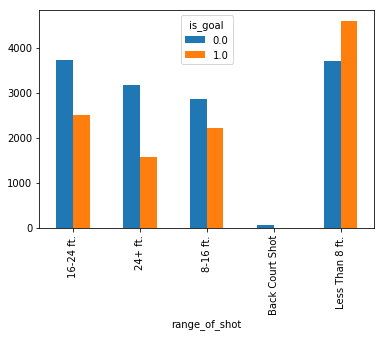 is_goal
0.0
1.0
4000
3000
2000
1000
0
16-24 ft.
24+ ft.
8-16 ft.
Back Court Shot
Less Than 8 ft.
range_of_shot